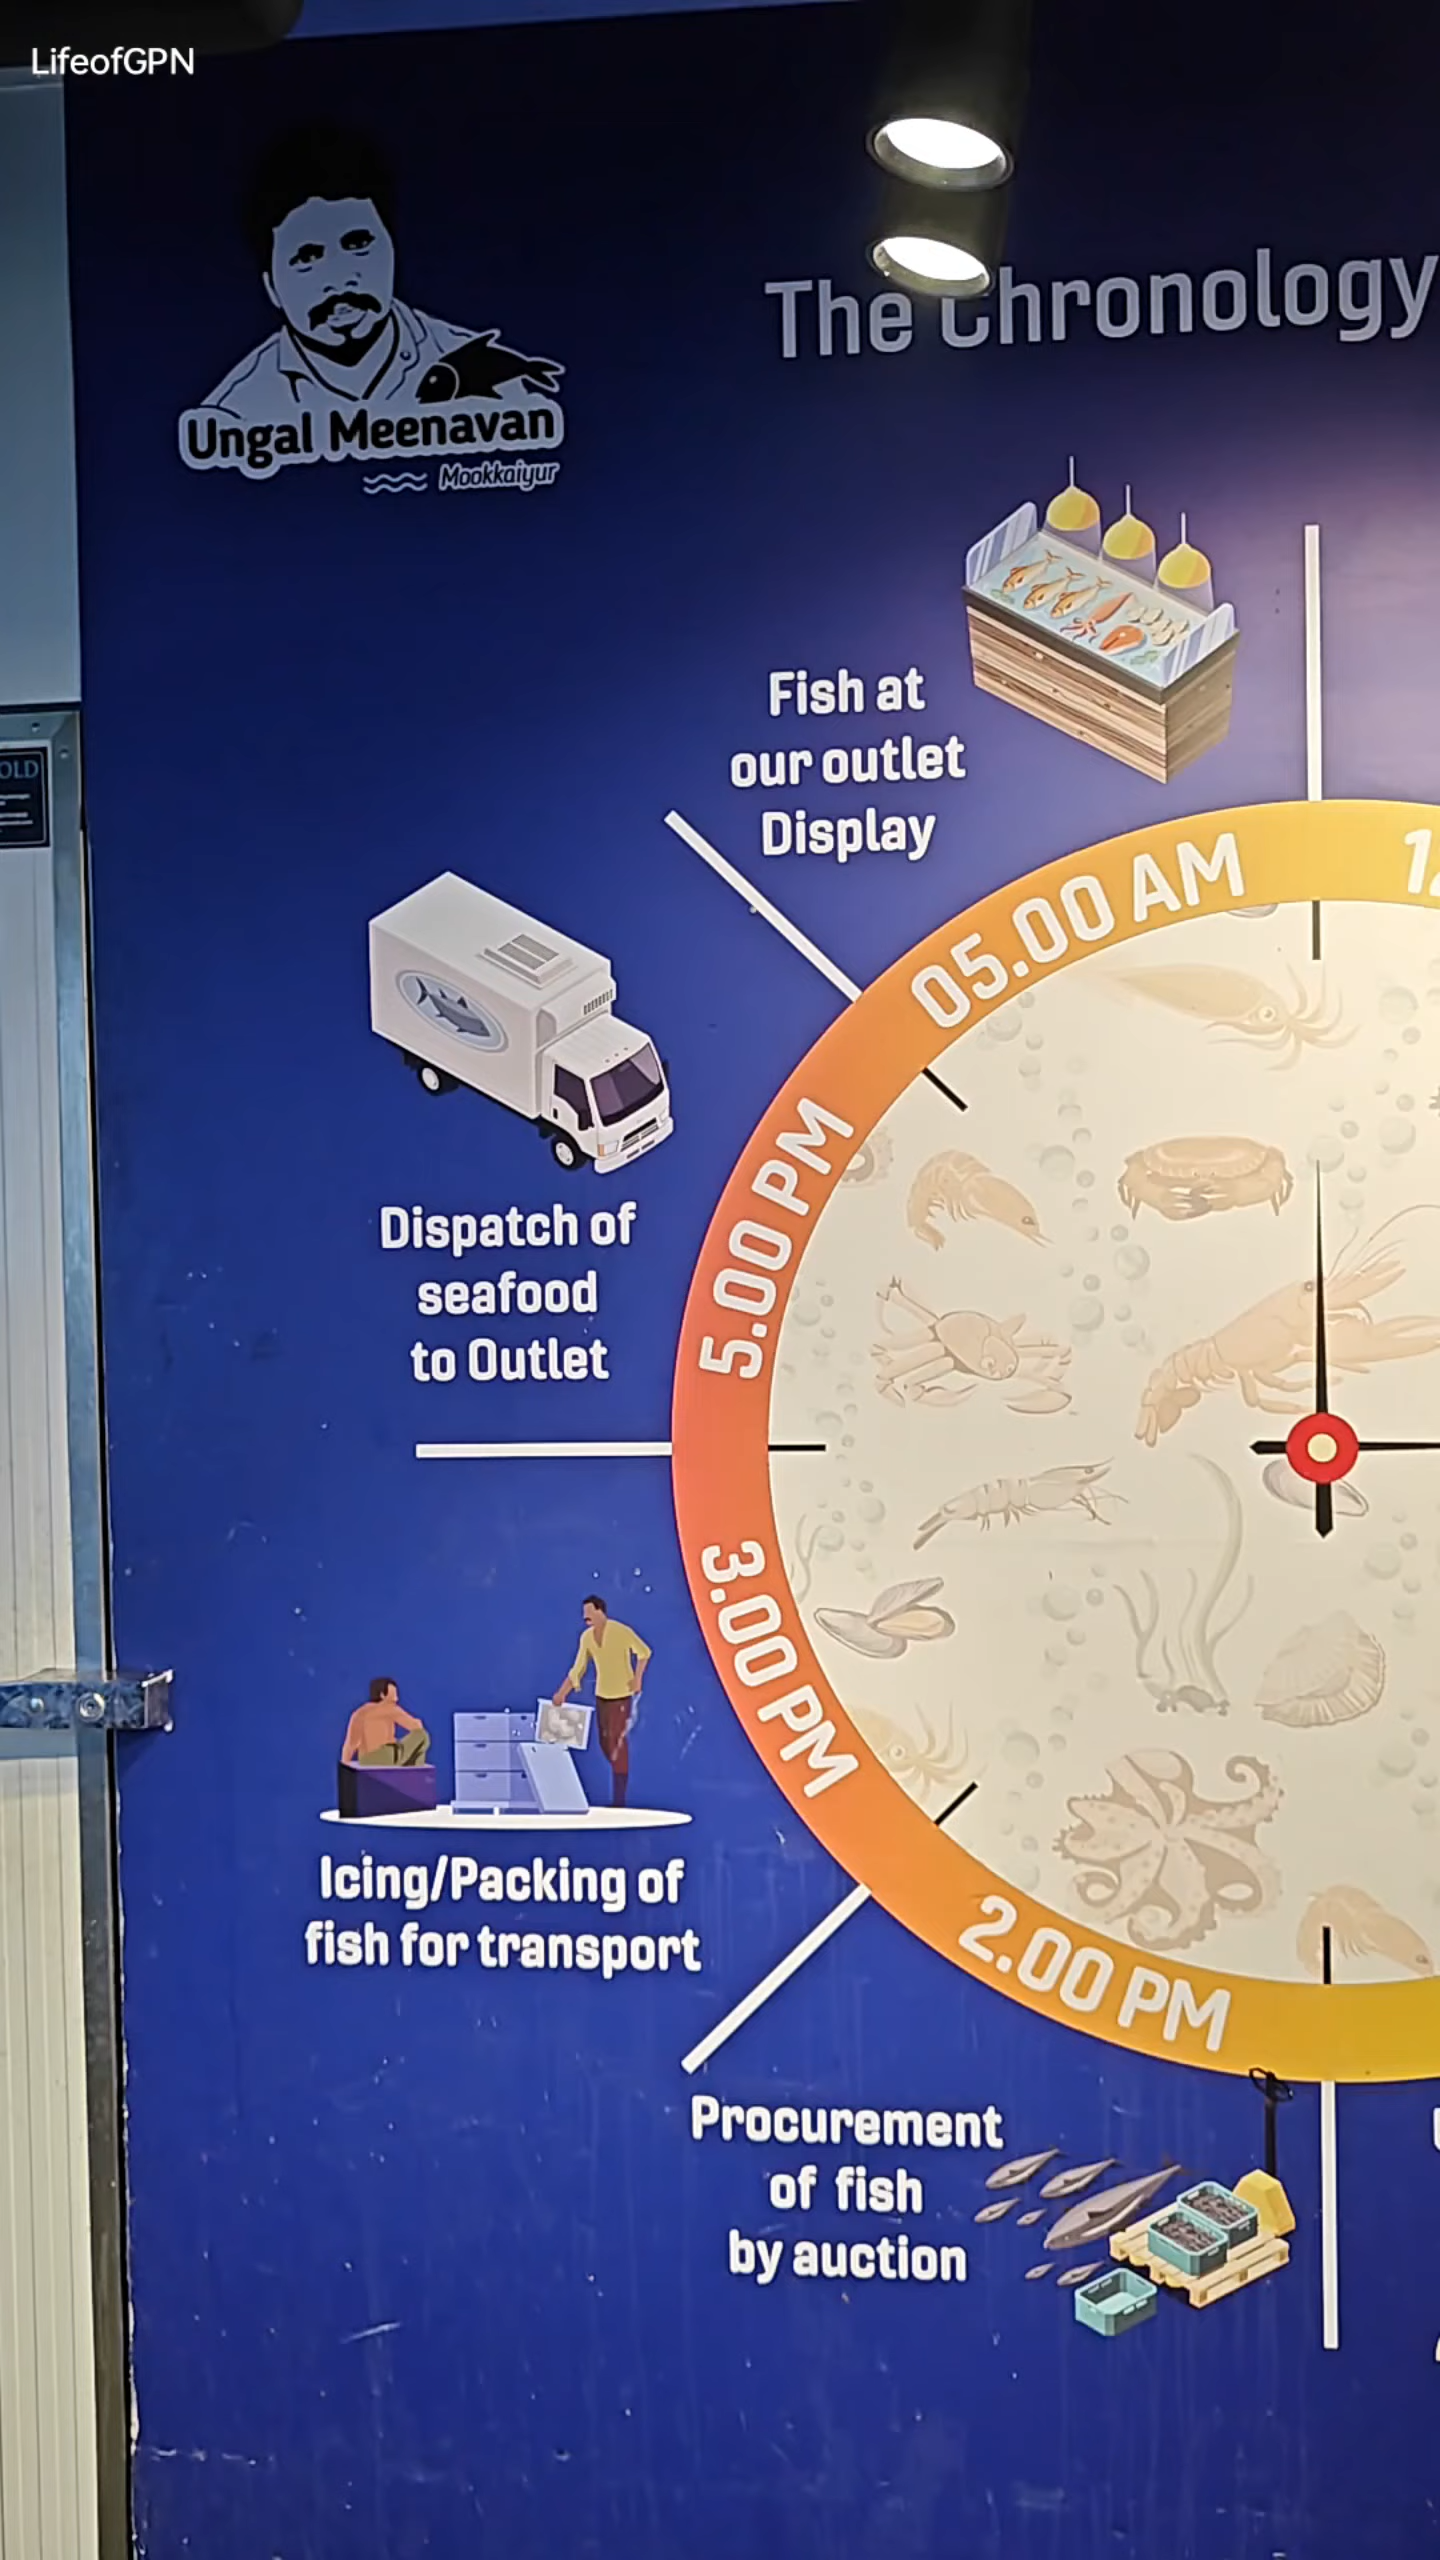 LifeofGPN
Ungal Meenavan
Mookkaiyur
The Chronology
Fish at
our outlet
Display
05.00 AM
Dispatch of
seafood
to Outlet
5.00 PM
Icing/Packing of
fish for transport
3.00 PM
Procurement
of fish
by auction
2.00 PM
OLD